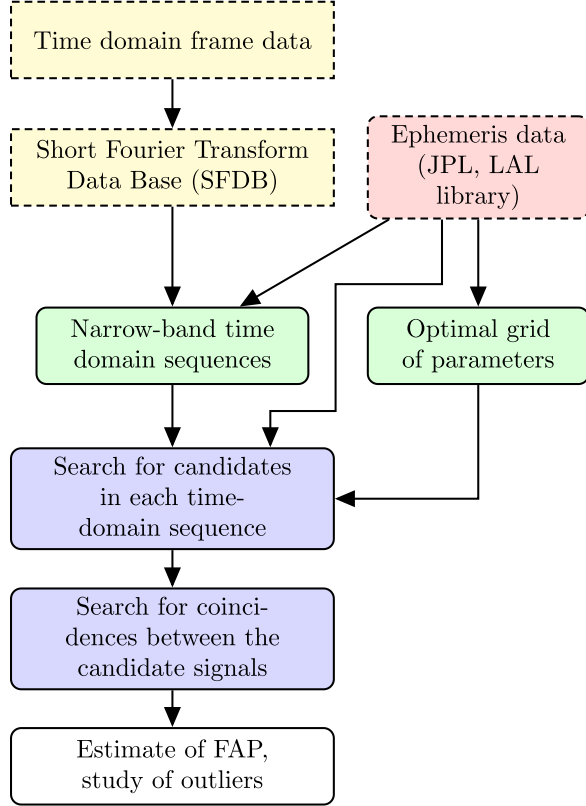 Time domain frame data
Short Fourier Transform
Data Base (SFDB)
Ephemeris data
(JPL, LAL
library)
Narrow-band time
domain sequences
Optimal grid
of parameters
Search for candidates
in each time-
domain sequence
Search for coinci-
dences between the
candidate signals
Estimate of FAP,
study of outliers